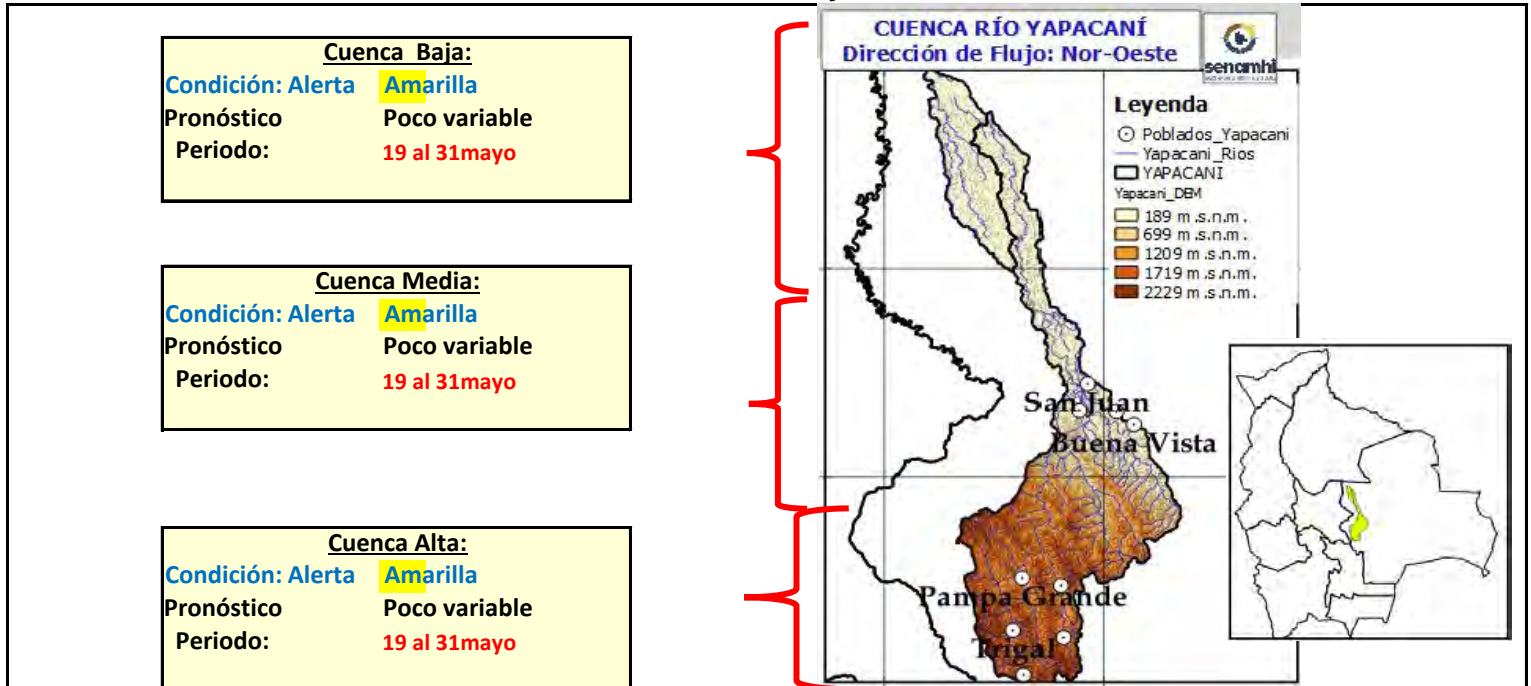 Cuenca Baja:
Condición: Alerta Amarilla
Pronóstico Poco variable
Periodo: 19 al 31mayo
Cuenca Media:
Condición: Alerta Amarilla
Pronóstico Poco variable
Periodo: 19 al 31mayo
Cuenca Alta:
Condición: Alerta Amarilla
Pronóstico Poco variable
Periodo: 19 al 31mayo
CUENCA RÍO YAPACANÍ
Dirección de Flujo: Nor-Oeste
senamhi
Leyenda
Poblados_Yapacani
Yapacani_Rios
YAPACANI
Yapacani_DEM
189 m.s.n.m.
699 m.s.n.m.
1209 m.s.n.m.
1719 m.s.n.m.
2229 m.s.n.m.
San Juan
Buena Vista
Pampa Grande
Trigal